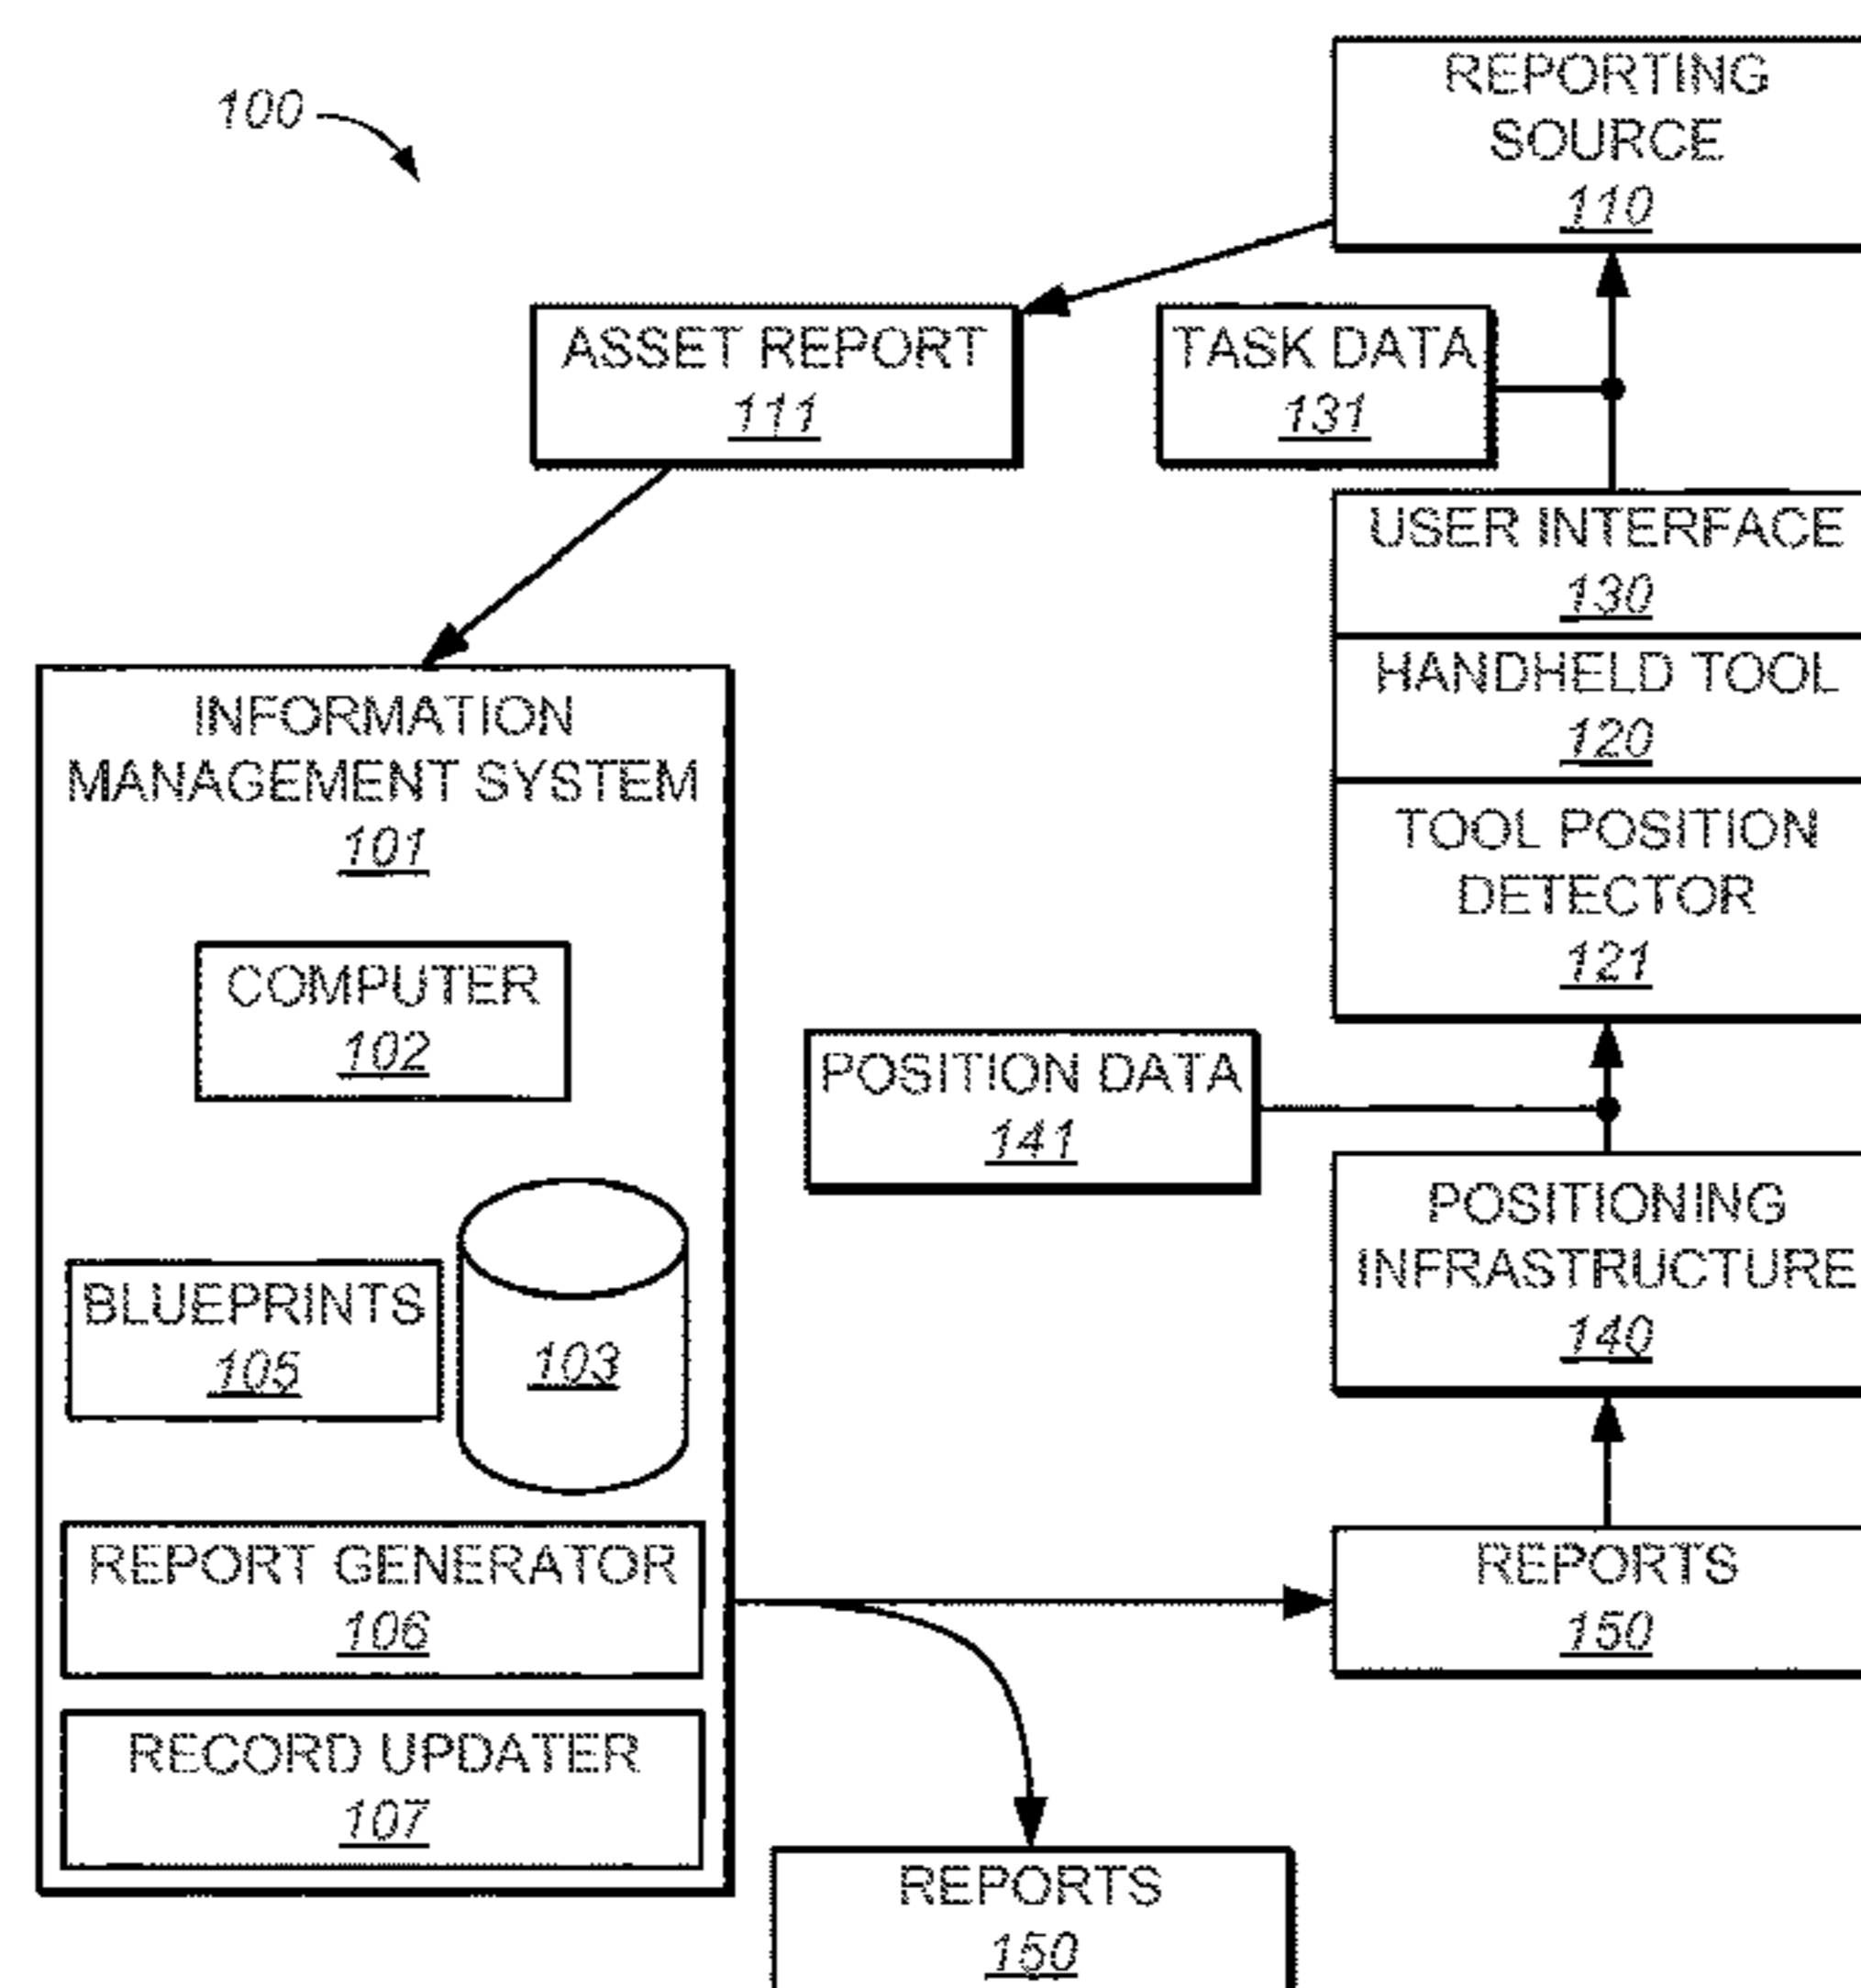 100
REPORTING
SOURCE
110
ASSET REPORT
111
TASK DATA
131
USER INTERFACE
130
HANDHELD TOOL
120
TOOL POSITION
DETECTOR
121
INFORMATION
MANAGEMENT SYSTEM
101
COMPUTER
102
POSITION DATA
141
POSITIONING
INFRASTRUCTURE
140
BLUEPRINTS
105
103
REPORT GENERATOR
106
REPORTS
150
RECORD UPDATER
107
REPORTS
150